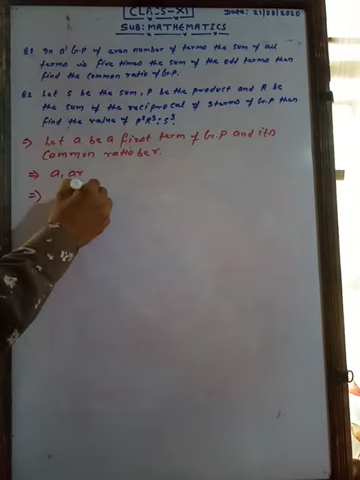 CLASS-XI
Date: 21/08/2020
SUB: MATHEMATICS
Q1 In a G.P of even number of terms the sum of all
terms is five times the sum of the odd terms then
find the common ratio of G.P.
Q2 Let S be the sum, P be the product and R be
the sum of the reciprocal of 3 terms of G.P then
find the value of P²R³:S³.
⇒ Let a be a first term of G.P and its
Common ratio be r.
⇒ a, ar
⇒